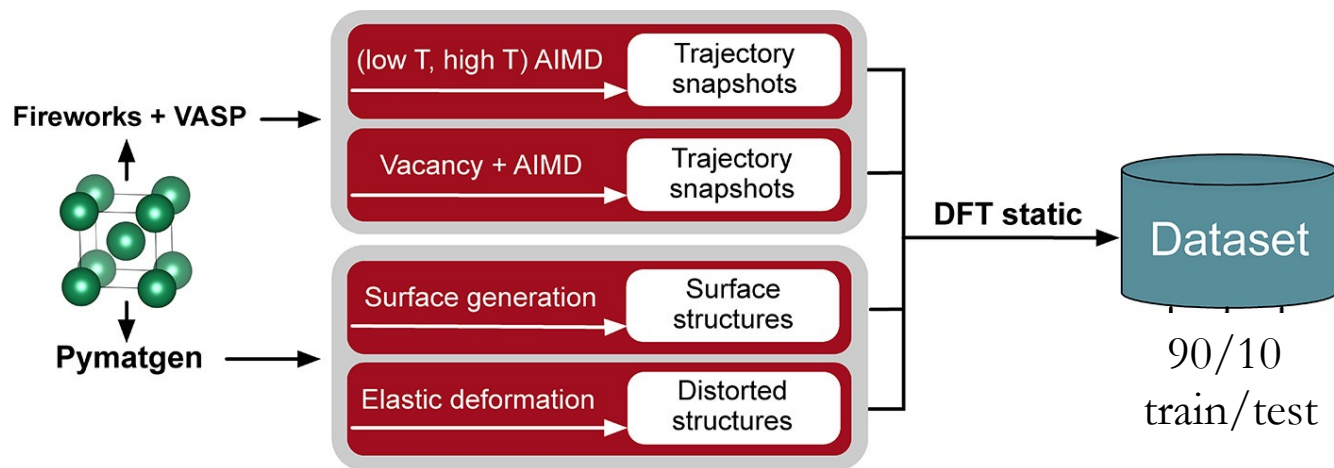 (low T, high T) AIMD
Trajectory
snapshots
Fireworks + VASP
Vacancy + AIMD
Trajectory
snapshots
DFT static
Dataset
Surface generation
Surface
structures
Pymatgen
Elastic deformation
Distorted
structures
90/10
train/test